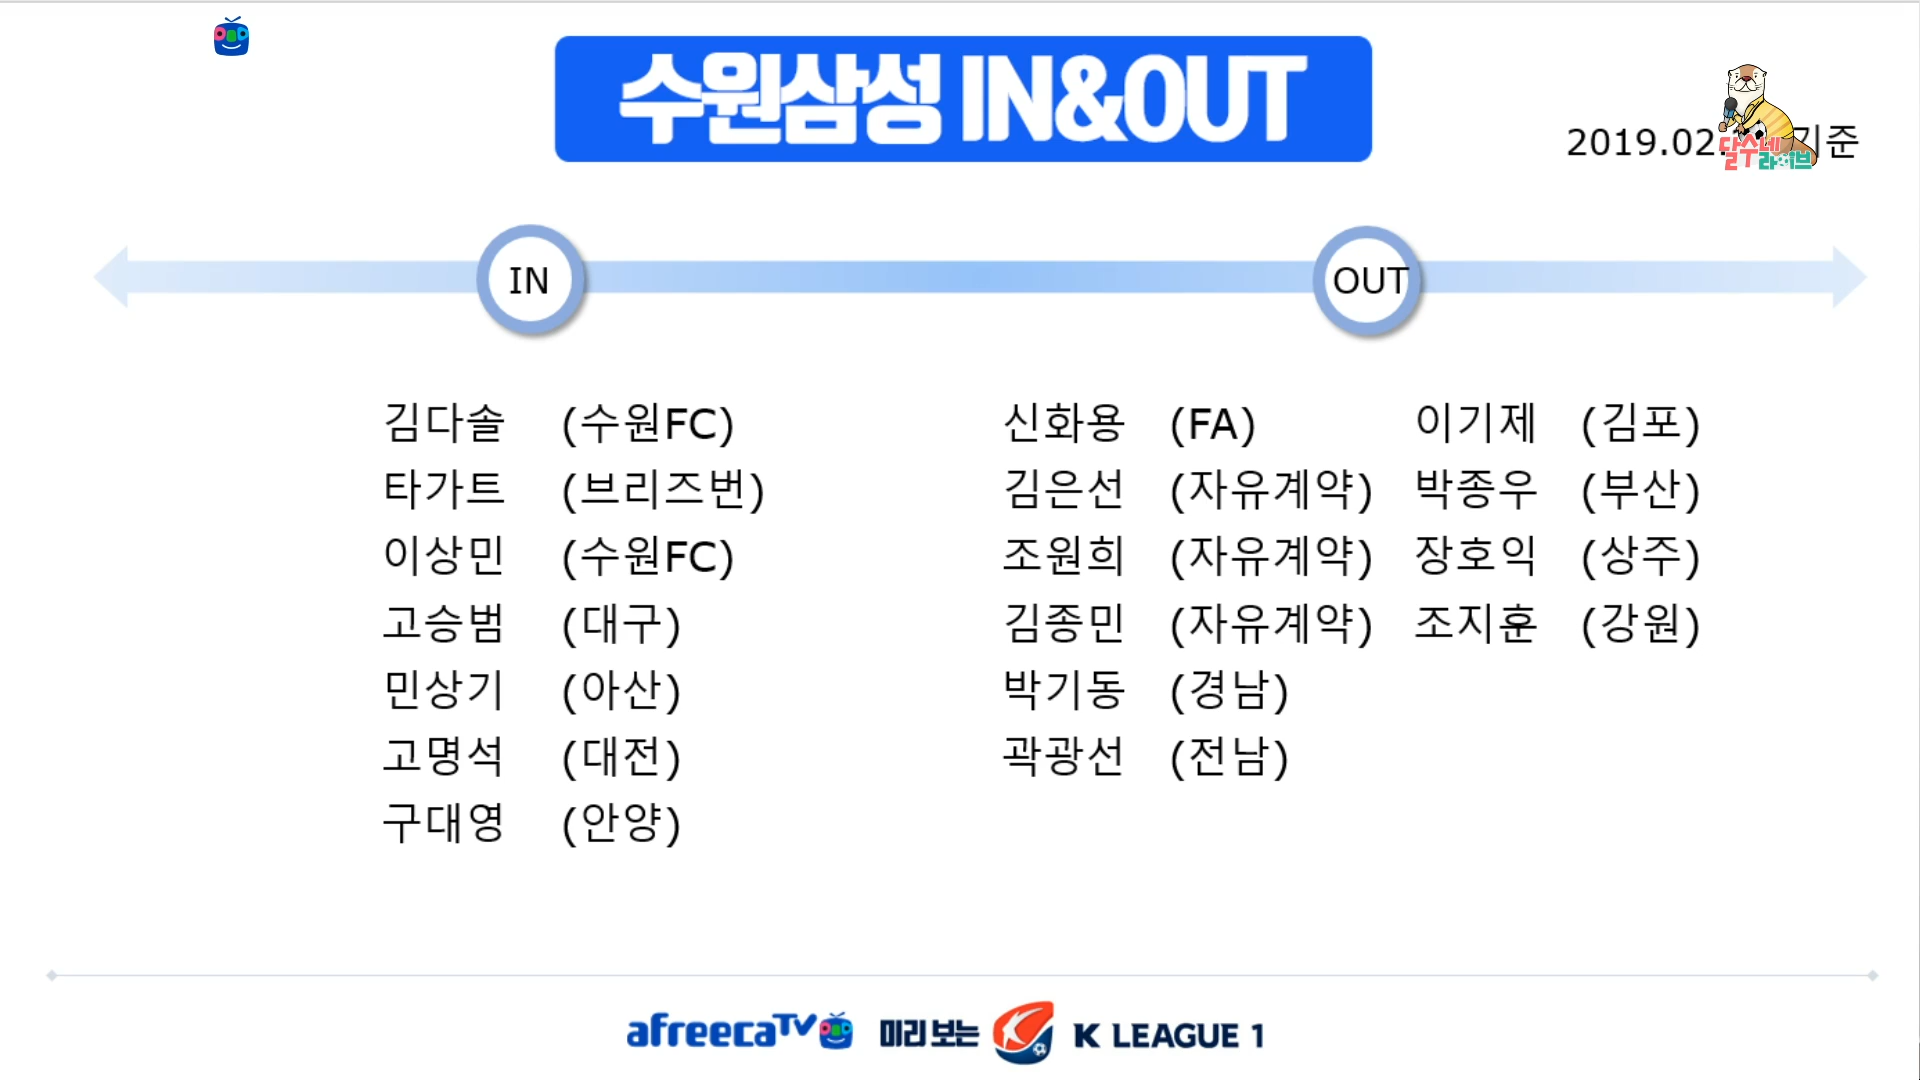 수원삼성 IN&OUT
2019.02. 기준
달수네
라이브
IN
OUT
김다솔 (수원FC)
타가트 (브리즈번)
이상민 (수원FC)
고승범 (대구)
민상기 (아산)
고명석 (대전)
구대영 (안양)
신화용 (FA)
김은선 (자유계약)
조원희 (자유계약)
김종민 (자유계약)
박기동 (경남)
곽광선 (전남)
이기제 (김포)
박종우 (부산)
장호익 (상주)
조지훈 (강원)
afreecaTV 미리 보는 K LEAGUE 1